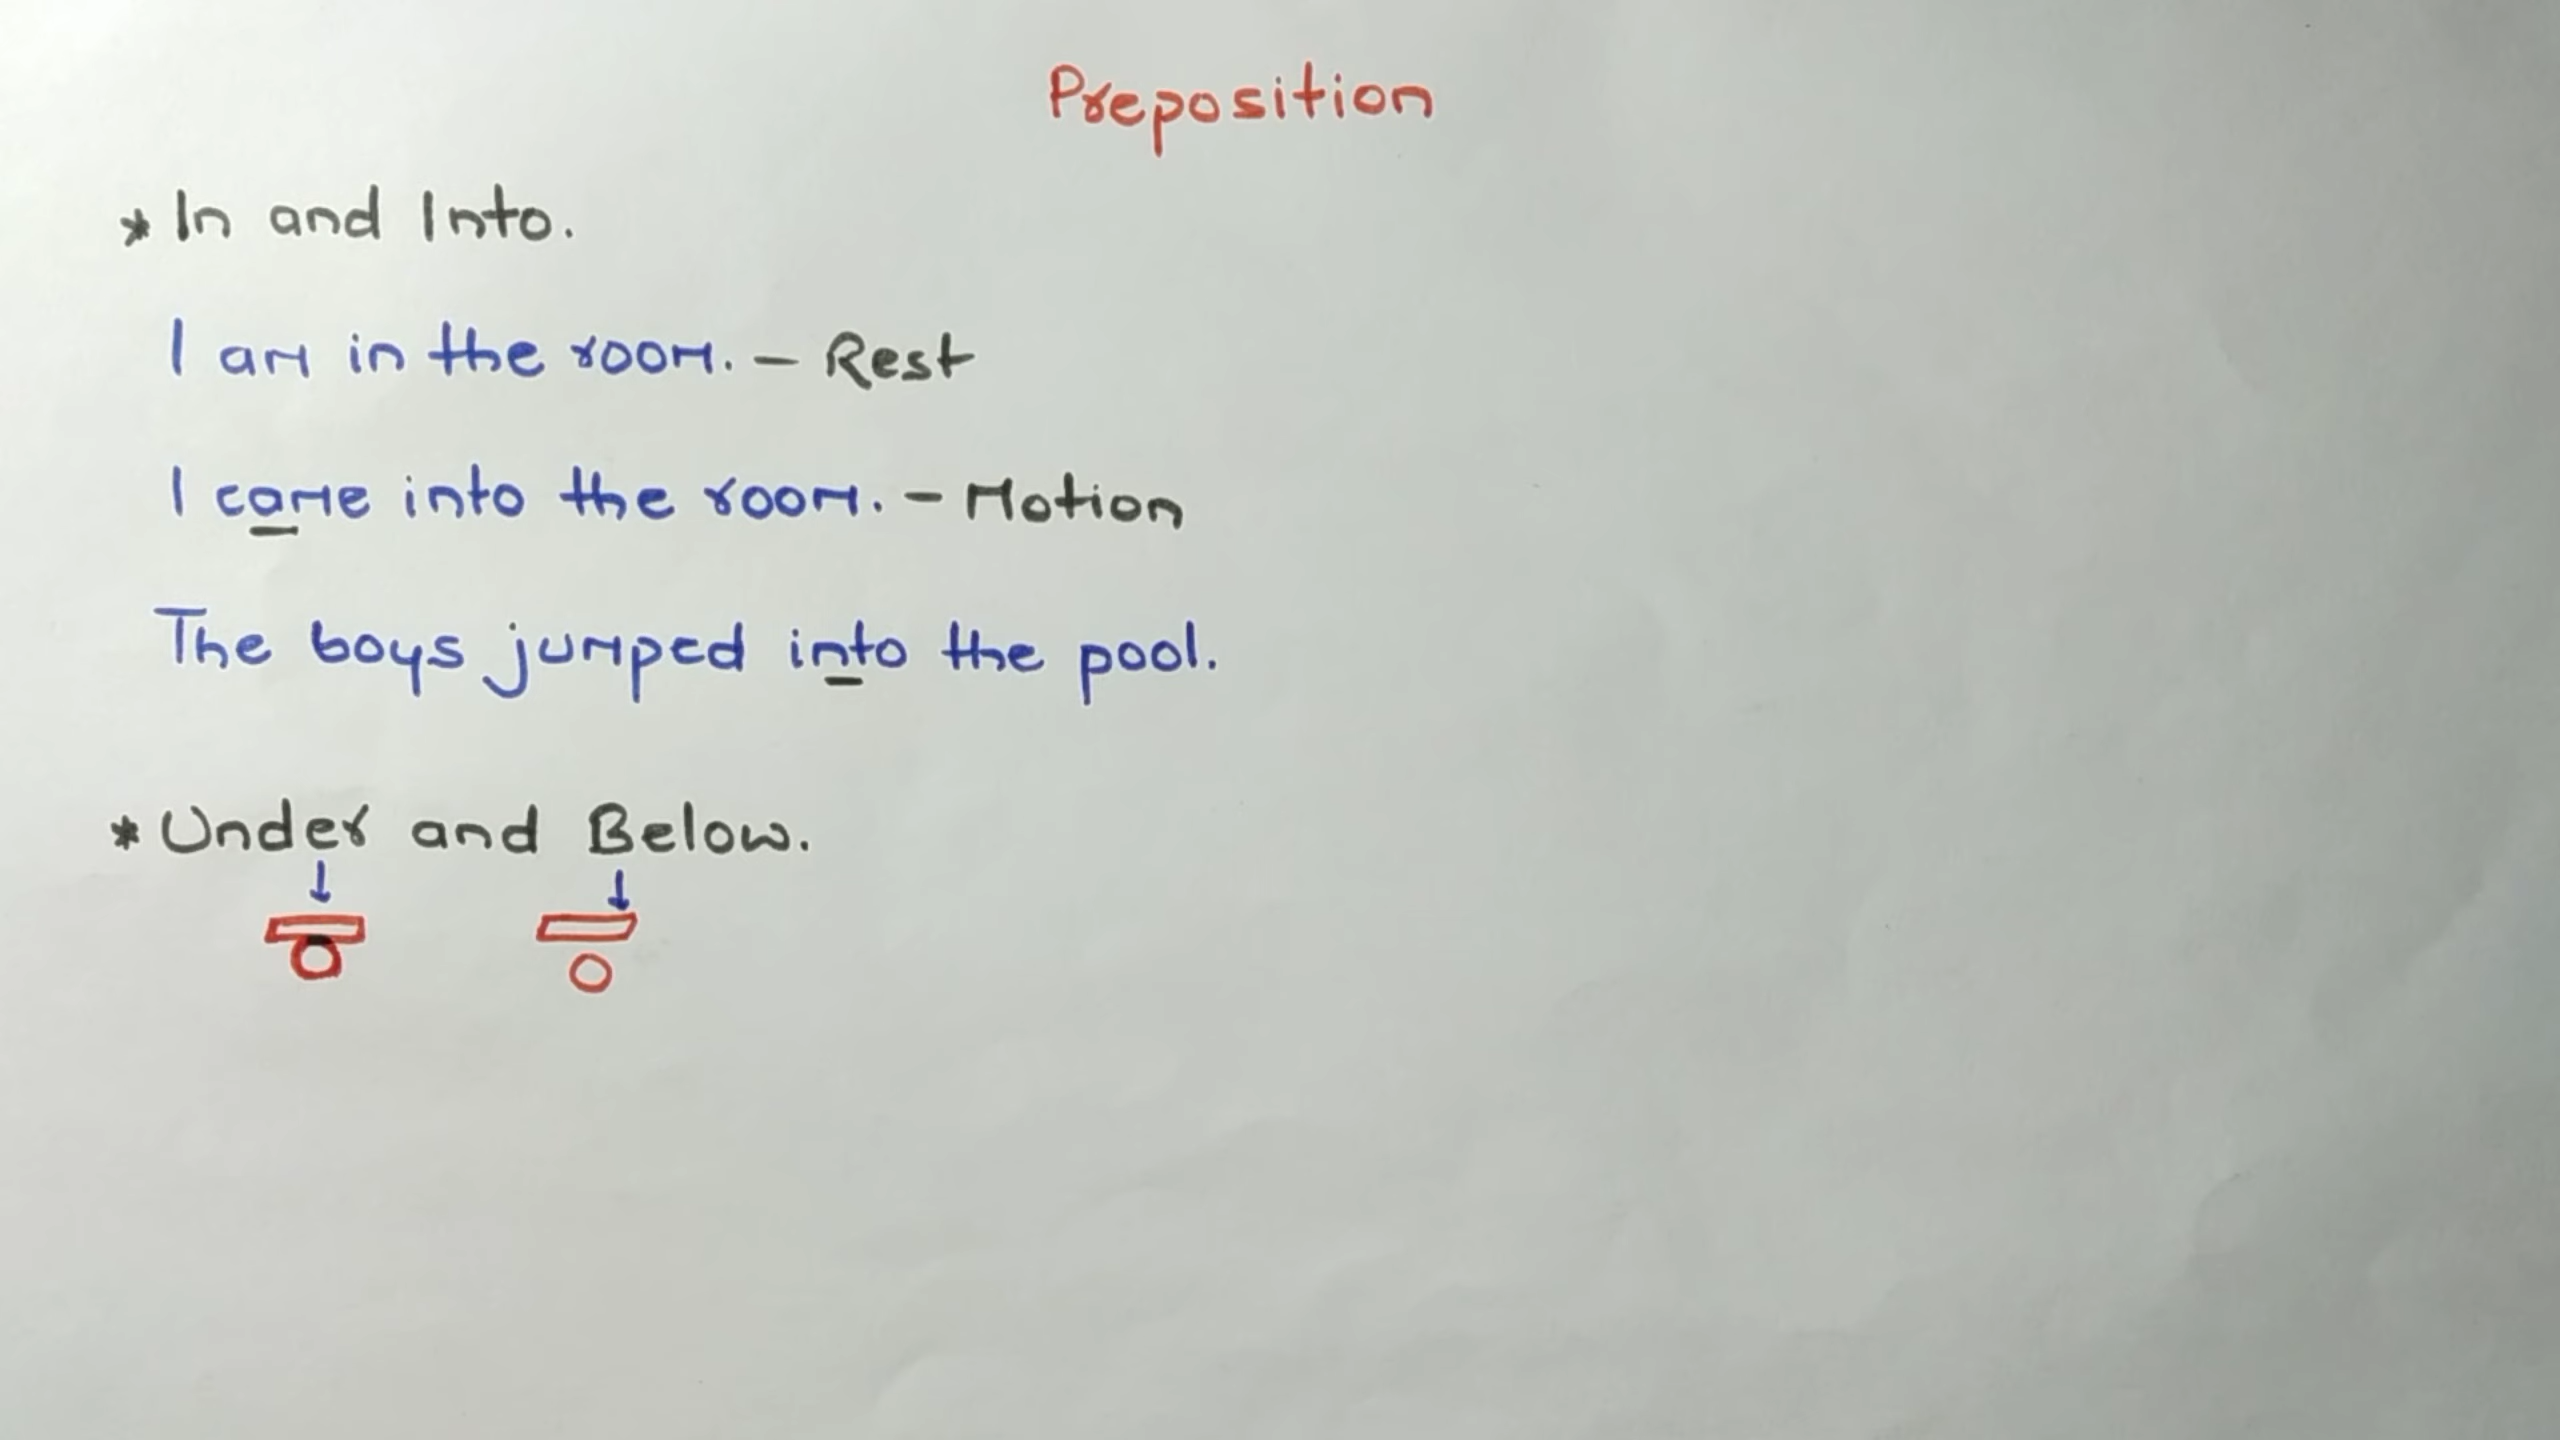 Preposition
* In and Into.
I am in the room. - Rest
I came into the room. - Motion
The boys jumped into the pool.
* Under and Below.